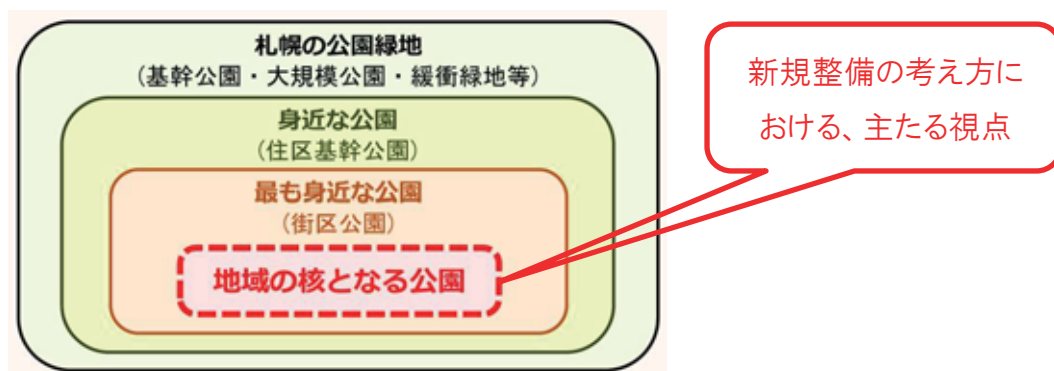 札幌の公園緑地
（基幹公園・大規模公園・緩衝緑地等）
身近な公園
（住区基幹公園）
最も身近な公園
（街区公園）
地域の核となる公園
新規整備の考え方に
おける、主たる視点